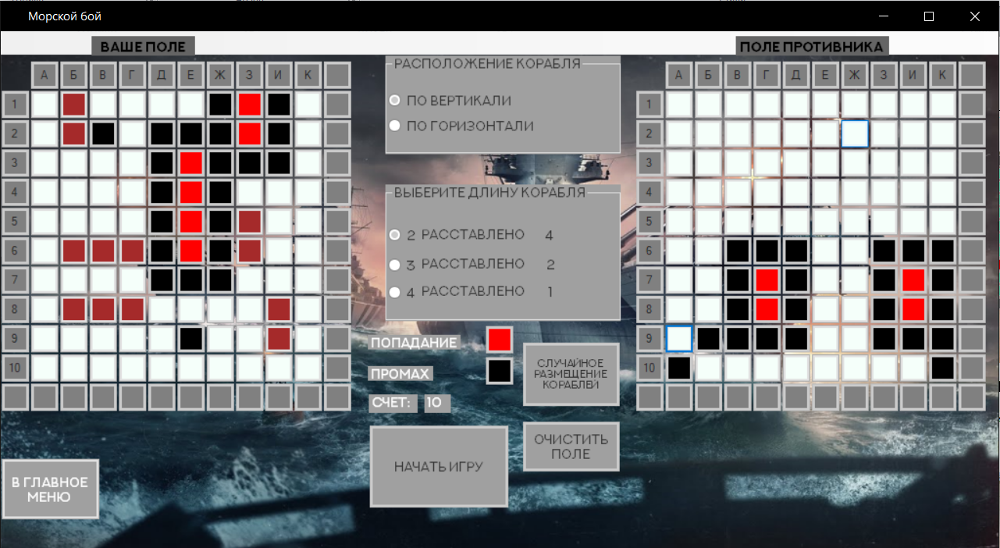 Морской бой
ВАШЕ ПОЛЕ
А Б В Г Д Е Ж З И К
1
2
3
4
5
6
7
8
9
10
РАСПОЛОЖЕНИЕ КОРАБЛЯ
ПО ВЕРТИКАЛИ
ПО ГОРИЗОНТАЛИ
ВЫБЕРИТЕ ДЛИНУ КОРАБЛЯ
2 РАССТАВЛЕНО 4
3 РАССТАВЛЕНО 2
4 РАССТАВЛЕНО 1
ПОПАДАНИЕ
ПРОМАХ
СЧЕТ: 10
СЛУЧАЙНОЕ
РАЗМЕЩЕНИЕ
КОРАБЛЕЙ
НАЧАТЬ ИГРУ
ОЧИСТИТЬ
ПОЛЕ
ПОЛЕ ПРОТИВНИКА
А Б В Г Д Е Ж З И К
1
2
3
4
5
6
7
8
9
10
В ГЛАВНОЕ
МЕНЮ